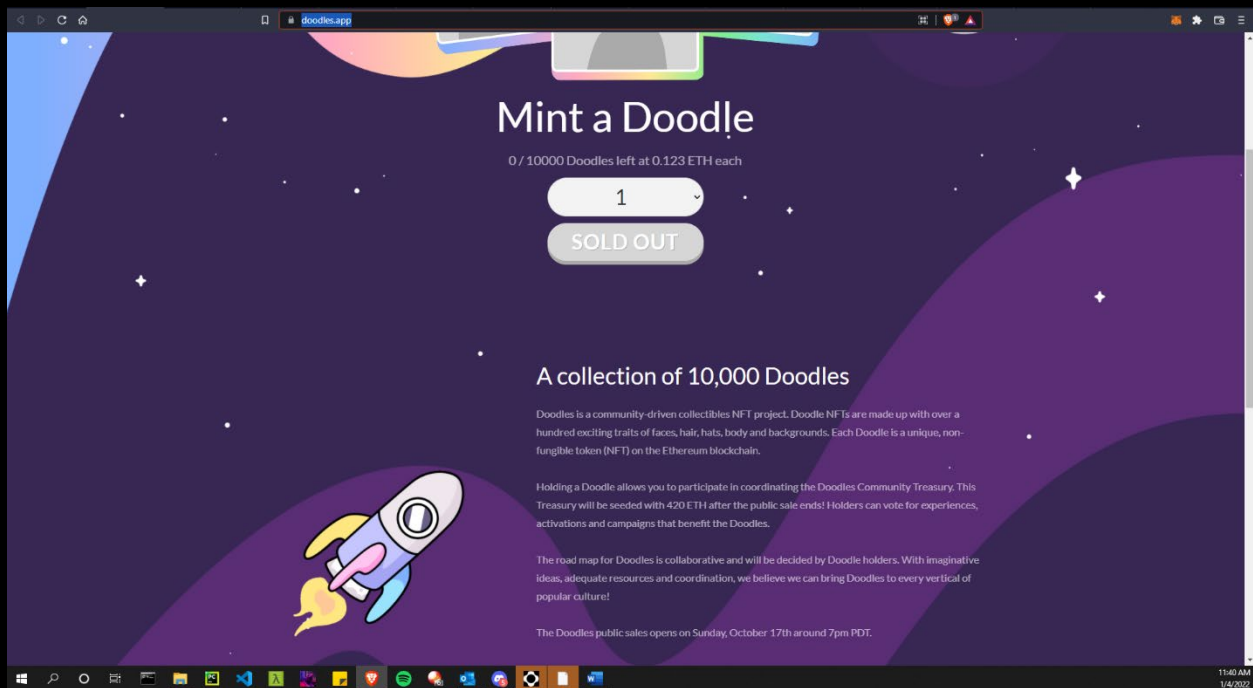 doodles.app
Mint a Doodle
0 / 10000 Doodles left at 0.123 ETH each
1
SOLD OUT
A collection of 10,000 Doodles
Doodles is a community-driven collectibles NFT project. Doodle NFTs are made up with over a
hundred exciting traits of faces, hair, hats, body and backgrounds. Each Doodle is a unique, non-
fungible token (NFT) on the Ethereum blockchain.
Holding a Doodle allows you to participate in coordinating the Doodles Community Treasury. This
Treasury will be seeded with 420 ETH after the public sale ends! Holders can vote for experiences,
activations and campaigns that benefit the Doodles.
The road map for Doodles is collaborative and will be decided by Doodle holders. With imaginative
ideas, adequate resources and coordination, we believe we can bring Doodles to every vertical of
popular culture!
The Doodles public sales opens on Sunday, October 17th around 7pm PDT.
11:40 AM
1/4/2022